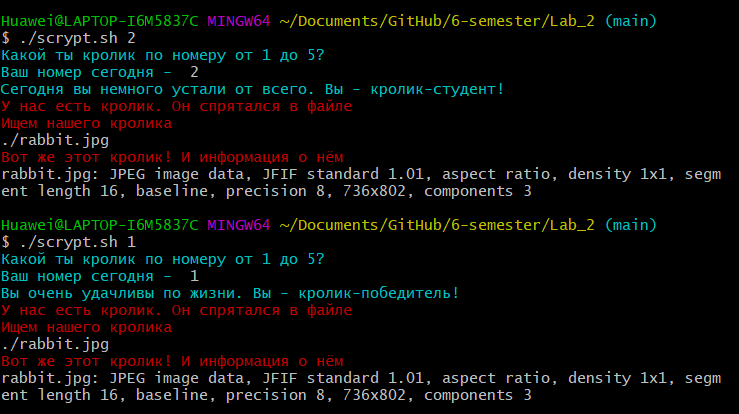 Huawei@LAPTOP-I6M5837C MINGW64 ~/Documents/GitHub/6-semester/Lab_2 (main)
$ ./scrypt.sh 2
Какой ты кролик по номеру от 1 до 5?
Ваш номер сегодня -  2
Сегодня вы немного устали от всего. Вы - кролик-студент!
У нас есть кролик. Он спрятался в файле
Ищем нашего кролика
./rabbit.jpg
Вот же этот кролик! И информация о нём
rabbit.jpg: JPEG image data, JFIF standard 1.01, aspect ratio, density 1x1, segm
ent length 16, baseline, precision 8, 736x802, components 3
Huawei@LAPTOP-I6M5837C MINGW64 ~/Documents/GitHub/6-semester/Lab_2 (main)
$ ./scrypt.sh 1
Какой ты кролик по номеру от 1 до 5?
Ваш номер сегодня -  1
Вы очень удачливы по жизни. Вы - кролик-победитель!
У нас есть кролик. Он спрятался в файле
Ищем нашего кролика
./rabbit.jpg
Вот же этот кролик! И информация о нём
rabbit.jpg: JPEG image data, JFIF standard 1.01, aspect ratio, density 1x1, segm
ent length 16, baseline, precision 8, 736x802, components 3